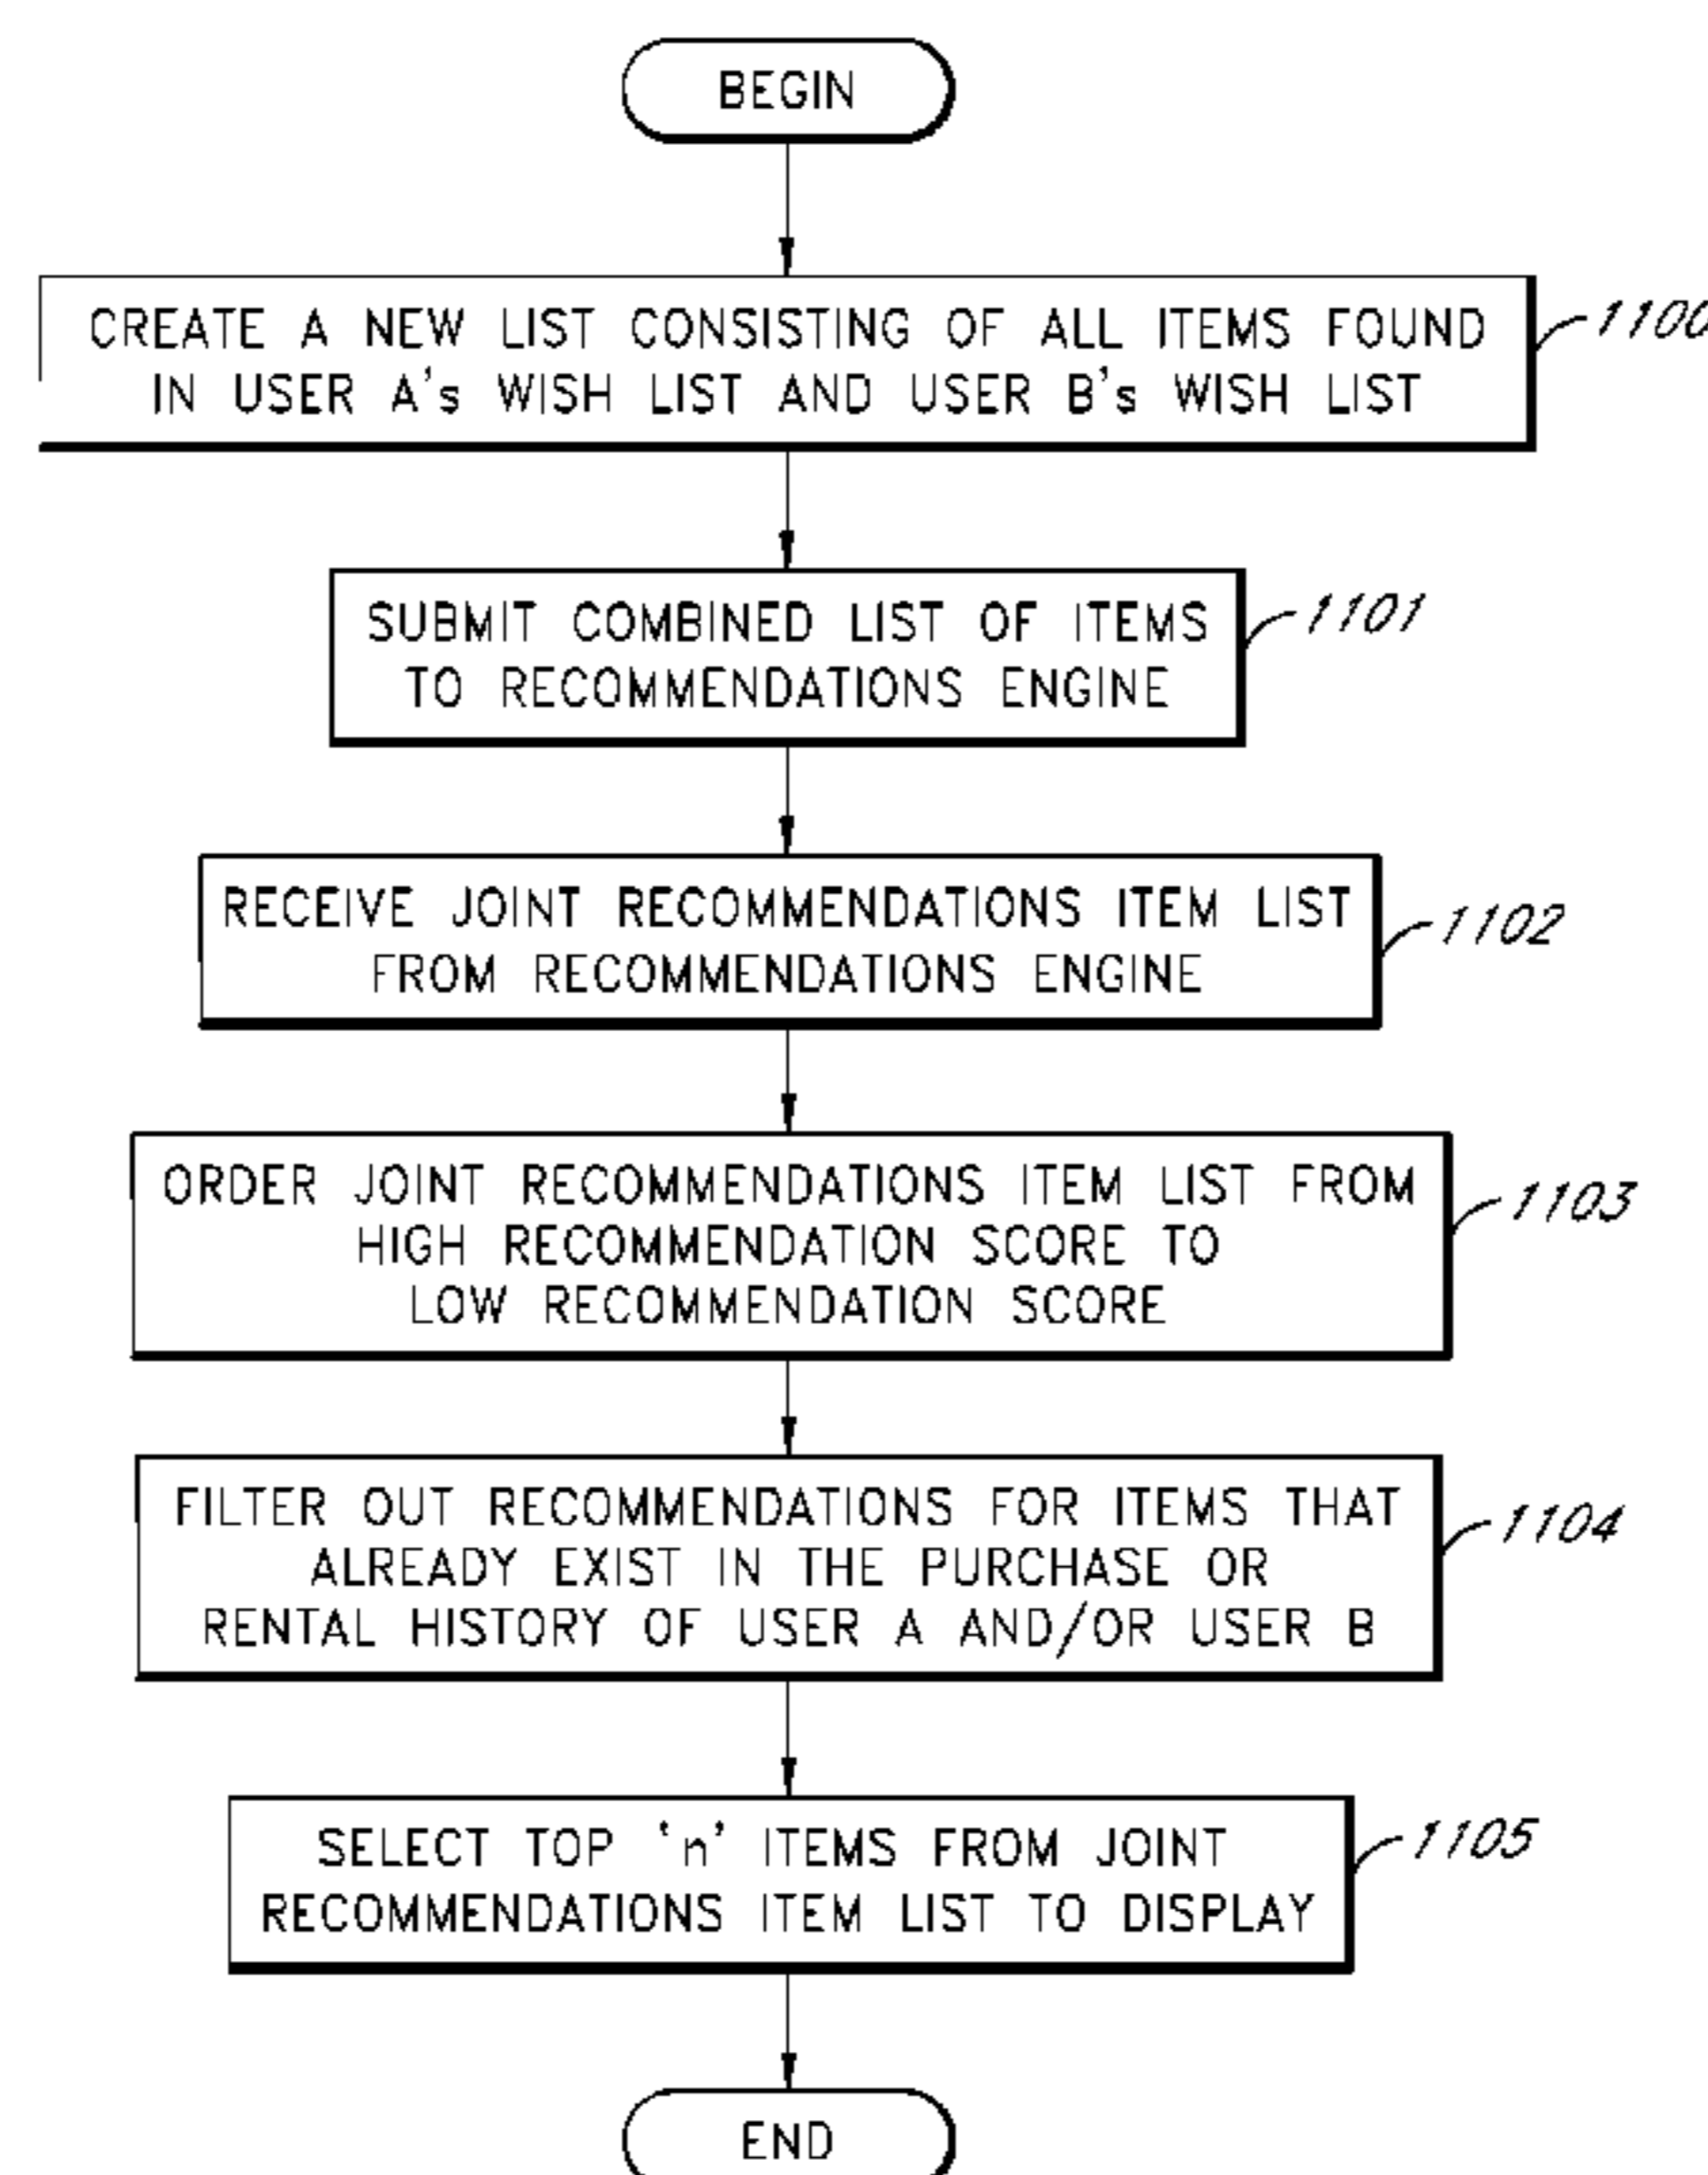 BEGIN
CREATE A NEW LIST CONSISTING OF ALL ITEMS FOUND
IN USER A's WISH LIST AND USER B's WISH LIST
1100
SUBMIT COMBINED LIST OF ITEMS
TO RECOMMENDATIONS ENGINE
1101
RECEIVE JOINT RECOMMENDATIONS ITEM LIST
FROM RECOMMENDATIONS ENGINE
1102
ORDER JOINT RECOMMENDATIONS ITEM LIST FROM
HIGH RECOMMENDATION SCORE TO
LOW RECOMMENDATION SCORE
1103
FILTER OUT RECOMMENDATIONS FOR ITEMS THAT
ALREADY EXIST IN THE PURCHASE OR
RENTAL HISTORY OF USER A AND/OR USER B
1104
SELECT TOP 'n' ITEMS FROM JOINT
RECOMMENDATIONS ITEM LIST TO DISPLAY
1105
END